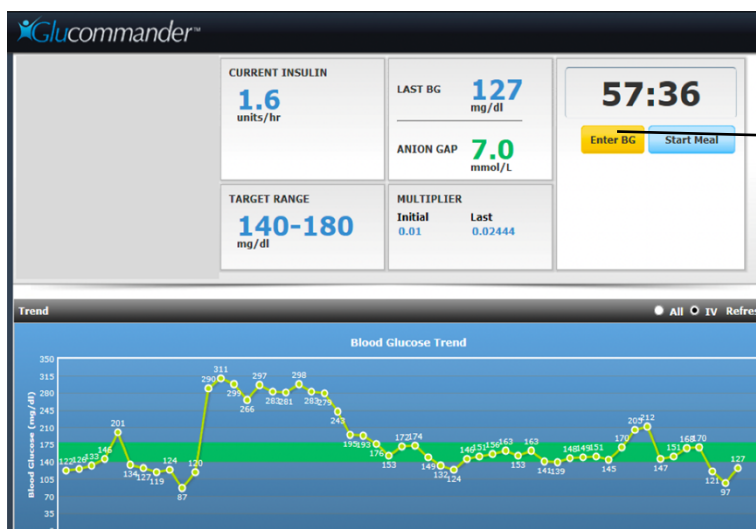 Glucommander™
CURRENT INSULIN
1.6
units/hr
LAST BG 127
mg/dl
ANION GAP 7.0
mmol/L
57:36
Enter BG Start Meal
TARGET RANGE
140-180
mg/dl
MULTIPLIER
Initial Last
0.01 0.02444
Trend All IV Refres
Blood Glucose Trend
Blood Glucose (mg/dl)
350
315
280
245
210
175
140
105
70
35
122 126 133 146 201 134 127 119 124 87 120 290 311 299 266 297 283 281 298 283 279 243 195 193 176 153 172 174 149 132 124 146 151 156 163 153 163 141 139 148 149 151 145 170 205 212 147 151 168 170 121 97 127